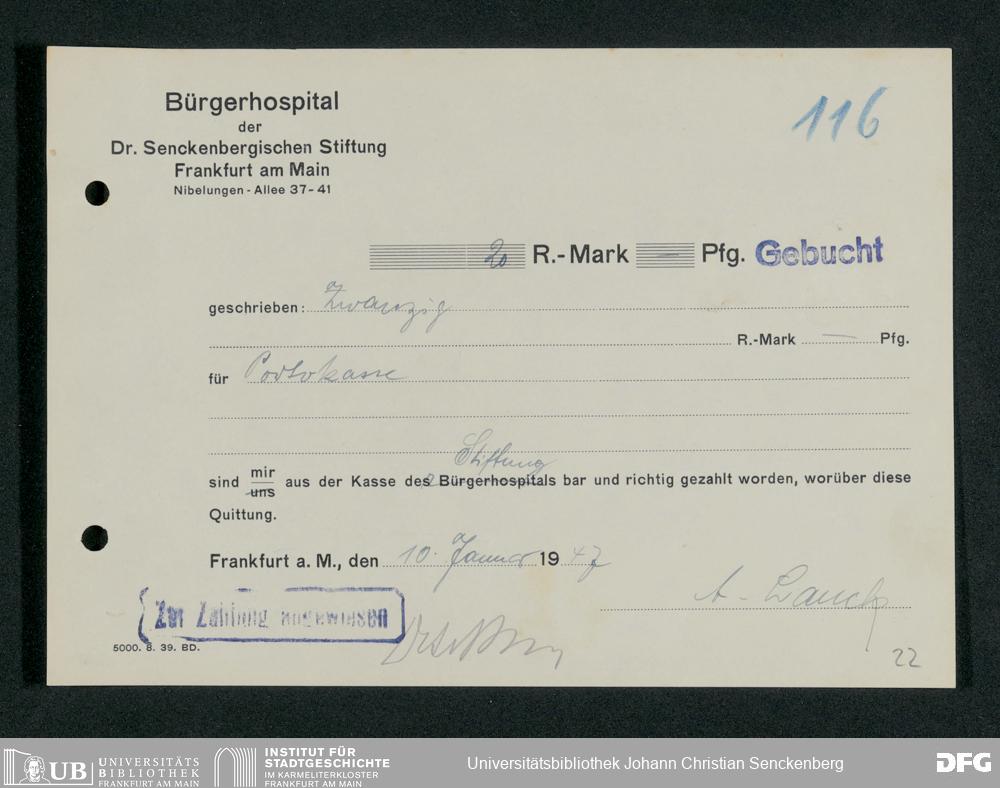 Bürgerhospital
der
Dr. Senckenbergischen Stiftung
Frankfurt am Main
Nibelungen - Allee 37-41
116
20 R.-Mark — Pfg. Gebucht
geschrieben: Zwanzig
R.-Mark — Pfg.
für Portokasse
Stiftung
sind mir
uns aus der Kasse des Bürgerhospitals bar und richtig gezahlt worden, worüber diese
Quittung.
Frankfurt a. M., den 10. Januar 1947
A. Lauck
Zur Zahlung angewiesen
5000. 8. 39. BD.
22
UB UNIVERSITÄTS
BIBLIOTHEK
FRANKFURT AM MAIN
INSTITUT FÜR
STADTGESCHICHTE
IM KARMELITERKLOSTER
FRANKFURT AM MAIN
Universitätsbibliothek Johann Christian Senckenberg
DFG